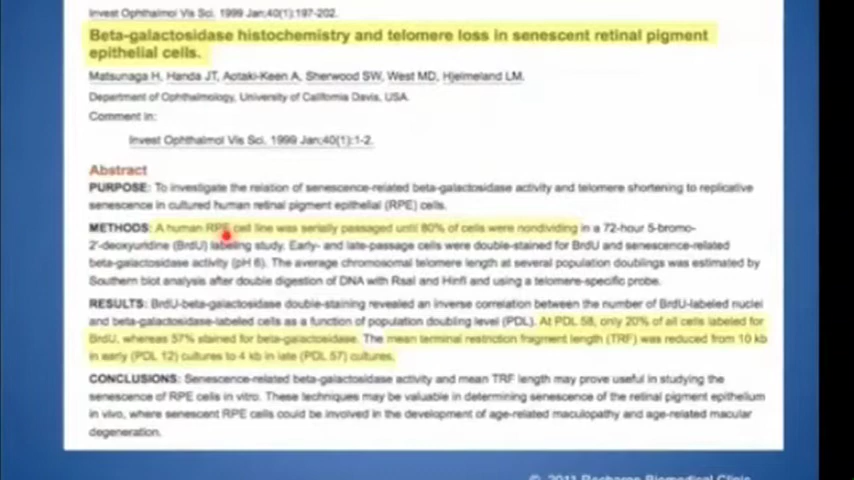 Invest Ophthalmol Vis Sci. 1999 Jan;40(1):197-202.
Beta-galactosidase histochemistry and telomere loss in senescent retinal pigment
epithelial cells.
Matsunaga H, Handa JT, Aotaki-Keen A, Sherwood SW, West MD, Hjelmeland LM.
Department of Ophthalmology, University of California Davis, USA.
Comment in:
Invest Ophthalmol Vis Sci. 1999 Jan;40(1):1-2.
Abstract
PURPOSE: To investigate the relation of senescence-related beta-galactosidase activity and telomere shortening to replicative
senescence in cultured human retinal pigment epithelial (RPE) cells.
METHODS: A human RPE cell line was serially passaged until 80% of cells were nondividing in a 72-hour 5-bromo-
2'-deoxyuridine (BrdU) labeling study. Early- and late-passage cells were double-stained for BrdU and senescence-related
beta-galactosidase activity (pH 6). The average chromosomal telomere length at several population doublings was estimated by
Southern blot analysis after double digestion of DNA with RsaI and HinfI and using a telomere-specific probe.
RESULTS: BrdU-beta-galactosidase double-staining revealed an inverse correlation between the number of BrdU-labeled nuclei
and beta-galactosidase-labeled cells as a function of population doubling level (PDL). At PDL 58, only 20% of all cells labeled for
BrdU, whereas 57% stained for beta-galactosidase. The mean terminal restriction fragment length (TRF) was reduced from 10 kb
in early (PDL 12) cultures to 4 kb in late (PDL 57) cultures.
CONCLUSIONS: Senescence-related beta-galactosidase activity and mean TRF length may prove useful in studying the
senescence of RPE cells in vitro. These techniques may be valuable in determining senescence of the retinal pigment epithelium
in vivo, where senescent RPE cells could be involved in the development of age-related maculopathy and age-related macular
degeneration.
© 2011 Recharge Biomedical Clinic